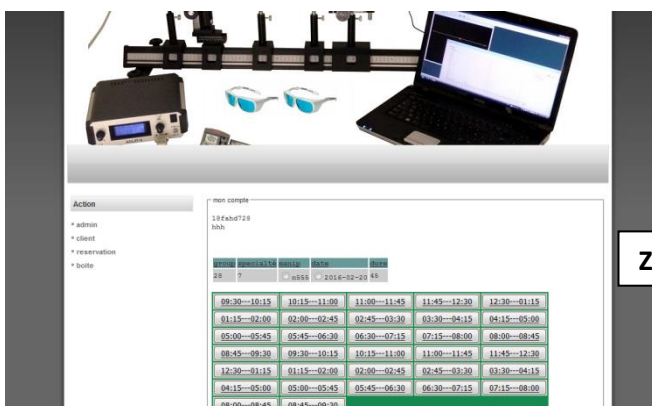 Action
mon compte
* admin
* client
* reservation
* boite
18fahd728
hhh
group specialte manip date dure
28 7 n555 2016-02-20 45
09:30---10:15 10:15---11:00 11:00---11:45 11:45---12:30 12:30---01:15
01:15---02:00 02:00---02:45 02:45---03:30 03:30---04:15 04:15---05:00
05:00---05:45 05:45---06:30 06:30---07:15 07:15---08:00 08:00---08:45
08:45---09:30 09:30---10:15 10:15---11:00 11:00---11:45 11:45---12:30
12:30---01:15 01:15---02:00 02:00---02:45 02:45---03:30 03:30---04:15
04:15---05:00 05:00---05:45 05:45---06:30 06:30---07:15 07:15---08:00
08:00---08:45 08:45---09:30
Z